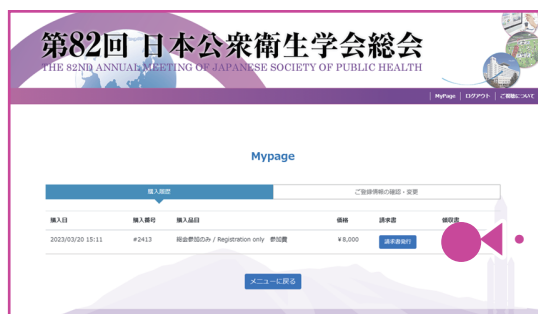 第82回 日本公衆衛生学会総会
THE 82ND ANNUAL MEETING OF JAPANESE SOCIETY OF PUBLIC HEALTH
MyPage | ログアウト | ご視聴について
Mypage
購入履歴 ご登録情報の確認・変更
購入日 購入番号 購入品目 価格 請求書 領収書
2023/03/20 15:11 #2413 総会参加のみ / Registration only 参加費 ¥8,000 請求書発行
メニューに戻る